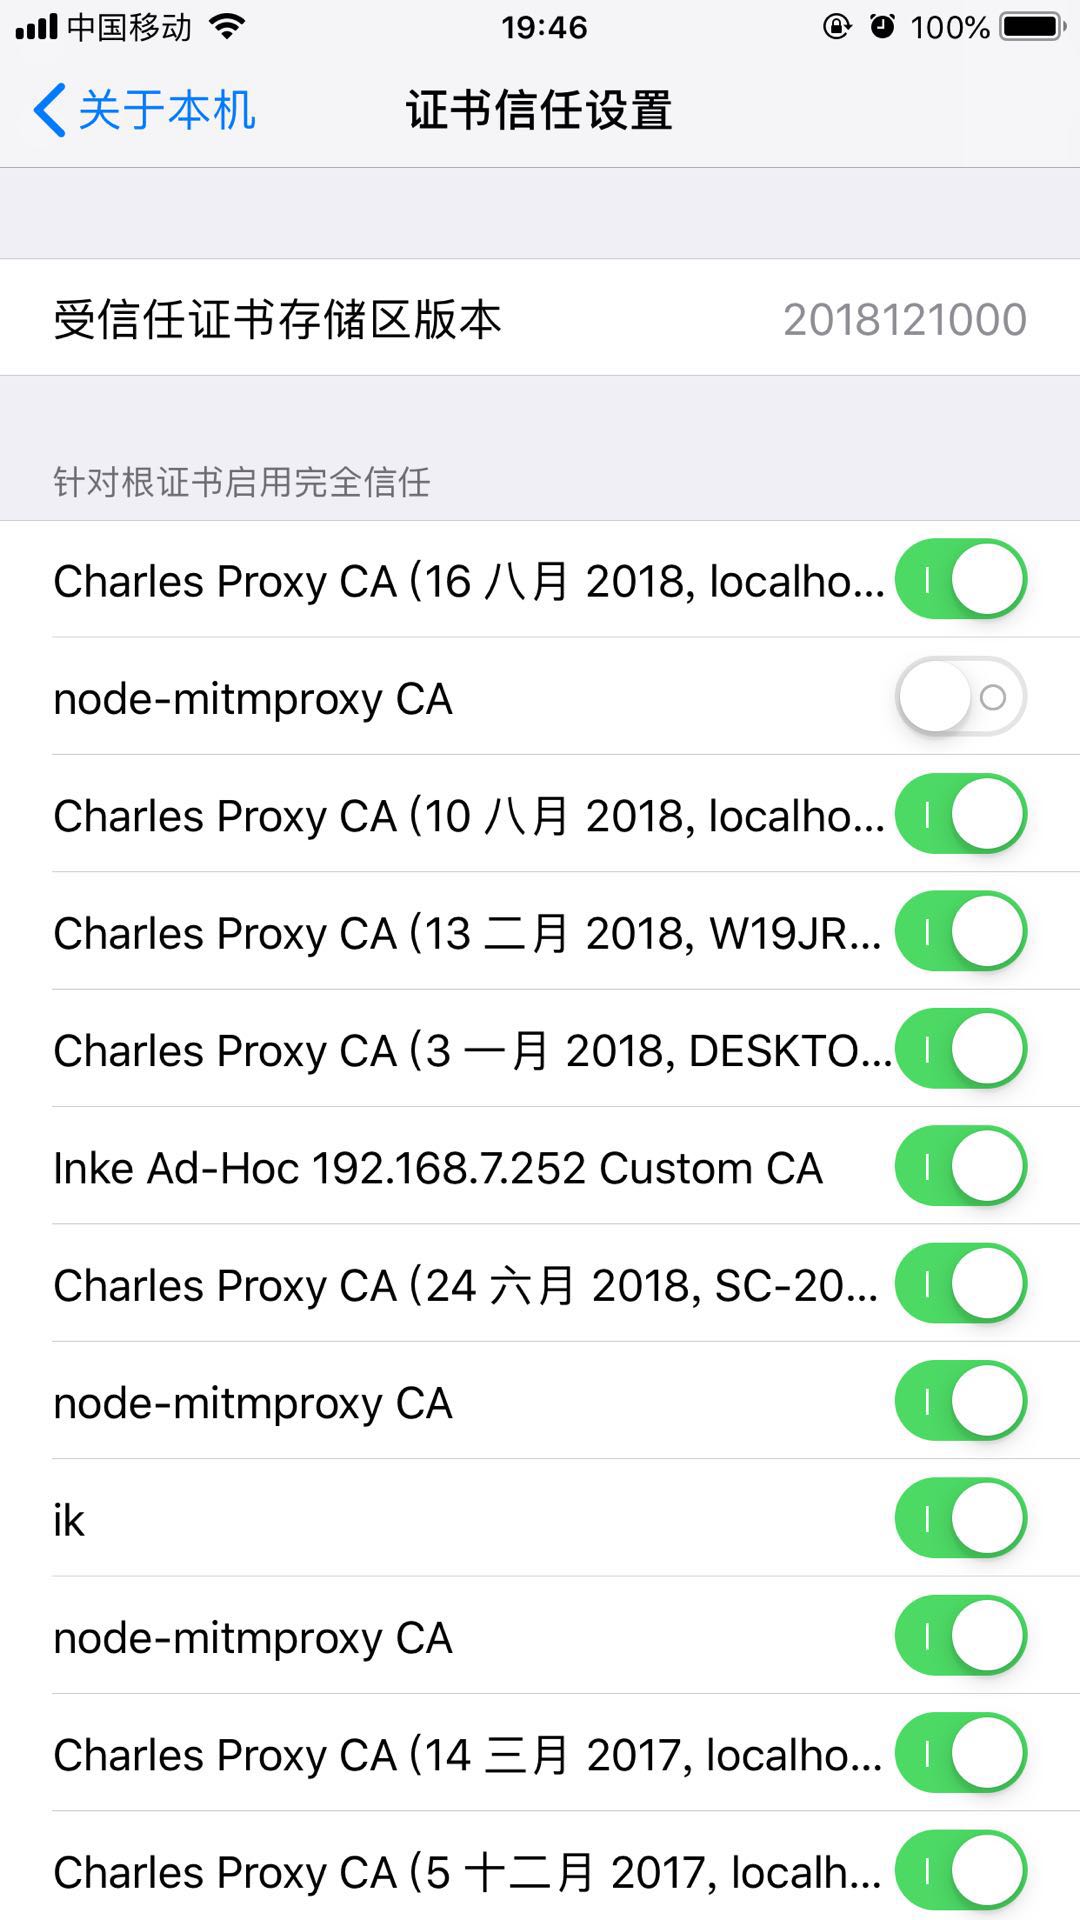 中国移动 19:46 100%
关于本机 证书信任设置
受信任证书存储区版本 2018121000
针对根证书启用完全信任
Charles Proxy CA (16 八月 2018, localho...
node-mitmproxy CA
Charles Proxy CA (10 八月 2018, localho...
Charles Proxy CA (13 二月 2018, W19JR...
Charles Proxy CA (3 一月 2018, DESKTO...
Inke Ad-Hoc 192.168.7.252 Custom CA
Charles Proxy CA (24 六月 2018, SC-20...
node-mitmproxy CA
ik
node-mitmproxy CA
Charles Proxy CA (14 三月 2017, localho...
Charles Proxy CA (5 十二月 2017, localh...